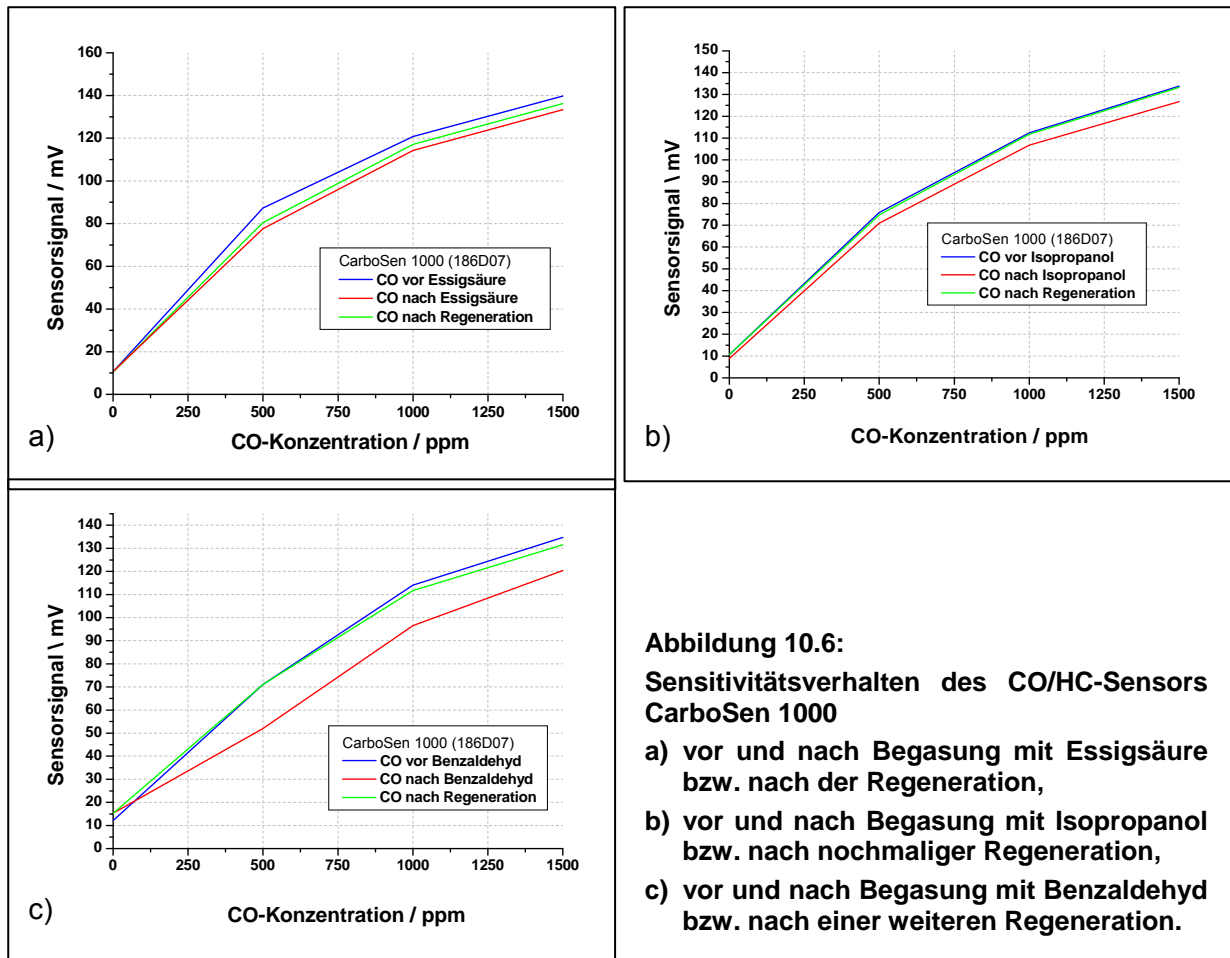 160
140
120
100
80
60
40
20
0
Sensorsignal / mV
CarboSen 1000 (186D07)
CO vor Essigsäure
CO nach Essigsäure
CO nach Regeneration
0 250 500 750 1000 1250 1500
CO-Konzentration / ppm
a)
150
140
130
120
110
100
90
80
70
60
50
40
30
20
10
0
Sensorsignal \ mV
CarboSen 1000 (186D07)
CO vor Isopropanol
CO nach Isopropanol
CO nach Regeneration
0 250 500 750 1000 1250 1500
CO-Konzentration / ppm
b)
140
130
120
110
100
90
80
70
60
50
40
30
20
10
0
Sensorsignal \ mV
CarboSen 1000 (186D07)
CO vor Benzaldehyd
CO nach Benzaldehyd
CO nach Regeneration
0 250 500 750 1000 1250 1500
CO-Konzentration / ppm
c)
Abbildung 10.6:
Sensitivitätsverhalten des CO/HC-Sensors
CarboSen 1000
a) vor und nach Begasung mit Essigsäure
bzw. nach der Regeneration,
b) vor und nach Begasung mit Isopropanol
bzw. nach nochmaliger Regeneration,
c) vor und nach Begasung mit Benzaldehyd
bzw. nach einer weiteren Regeneration.